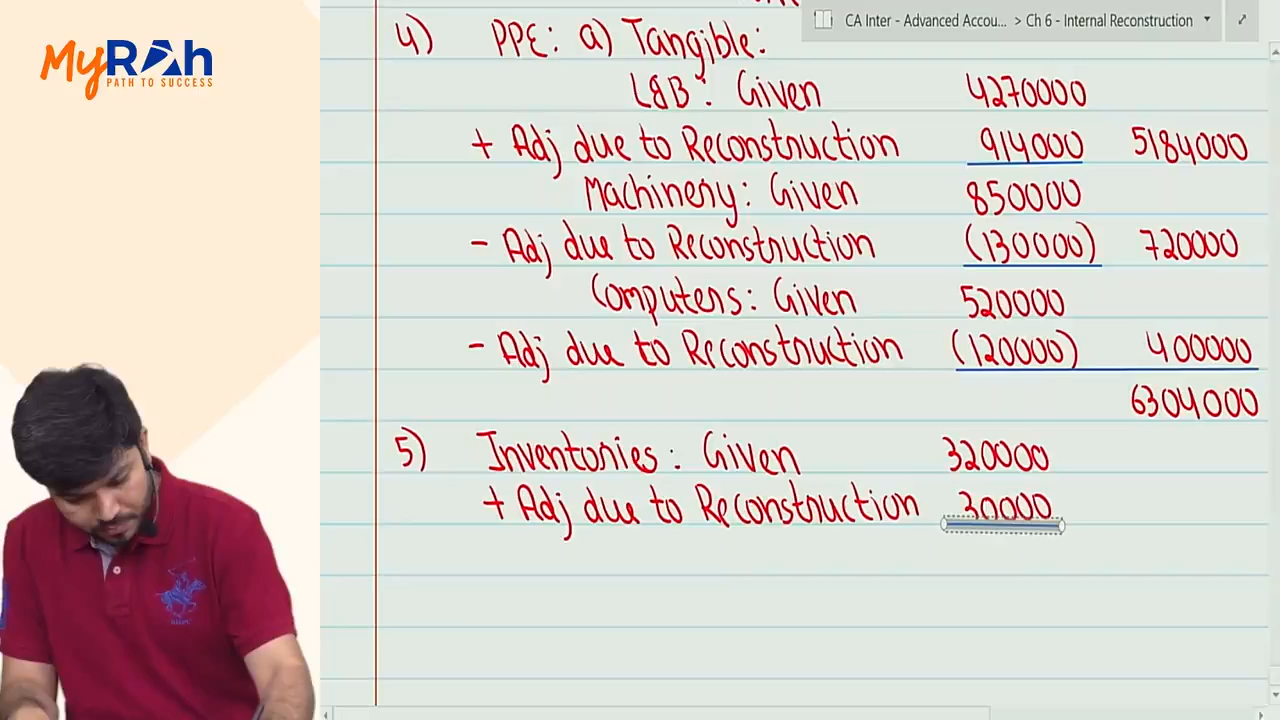 MyRAh
PATH TO SUCCESS
CA Inter - Advanced Accou... > Ch 6 - Internal Reconstruction
4) PPE: a) Tangible:
L&B: Given 4270000
+ Adj due to Reconstruction 914000 5184000
Machinery: Given 850000
- Adj due to Reconstruction (130000) 720000
Computers: Given 520000
- Adj due to Reconstruction (120000) 400000
6304000
5) Inventories: Given 320000
+ Adj due to Reconstruction 30000